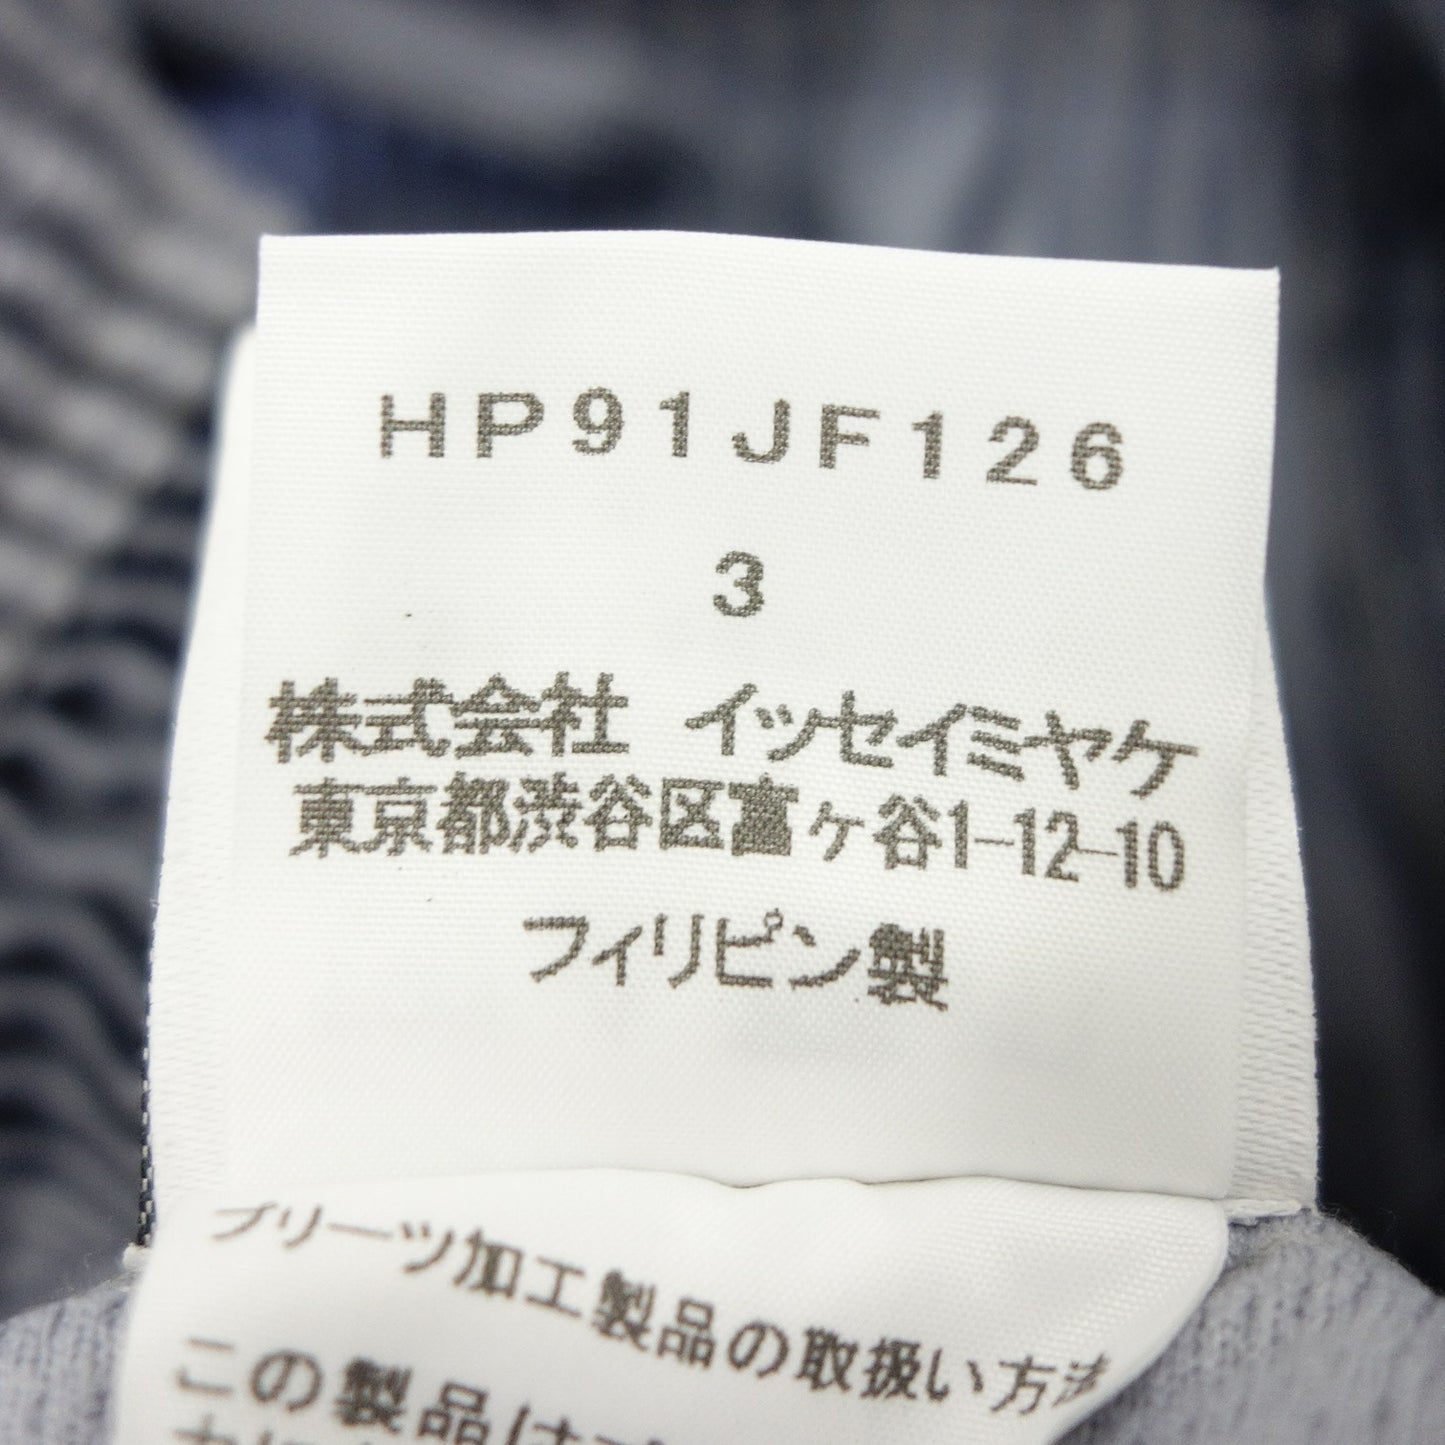 HP91JF126
3
株式会社 イッセイミヤケ
東京都渋谷区富ヶ谷1-12-10
フィリピン製
プリーツ加工製品の取扱い方法
この製品は